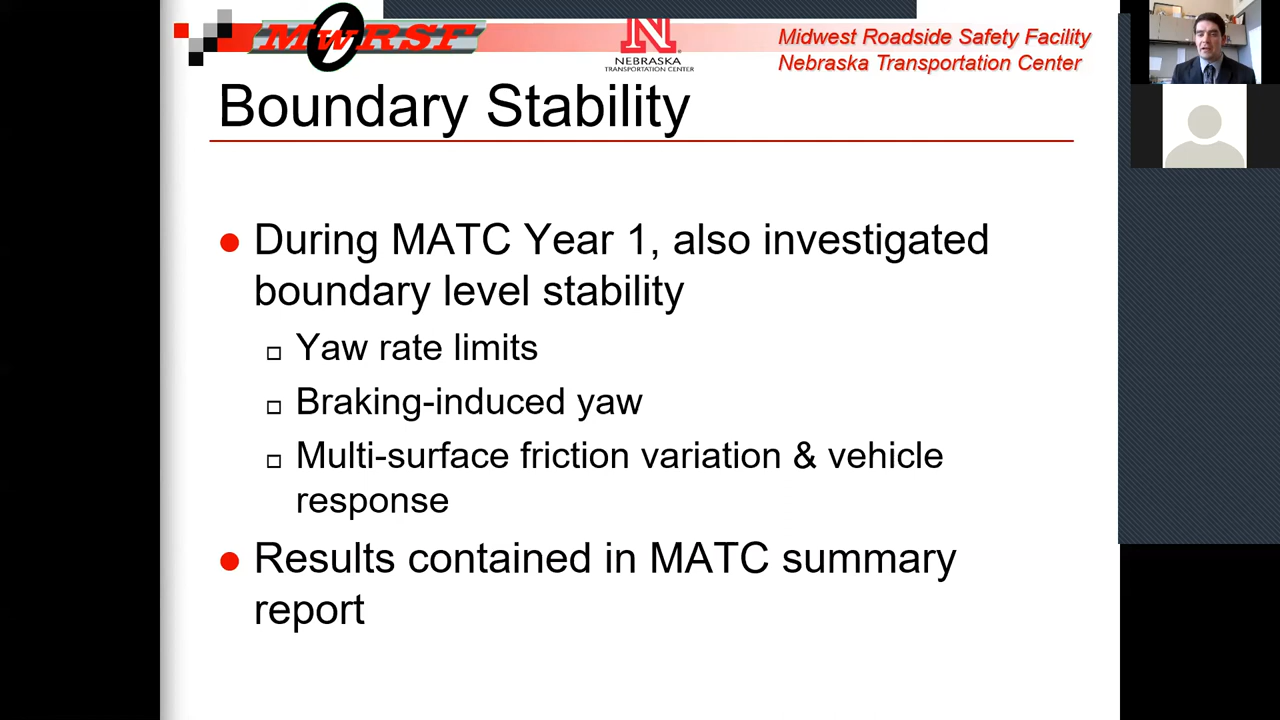 MwRSF
N
NEBRASKA
TRANSPORTATION CENTER
Midwest Roadside Safety Facility
Nebraska Transportation Center
Boundary Stability
During MATC Year 1, also investigated
boundary level stability
Yaw rate limits
Braking-induced yaw
Multi-surface friction variation & vehicle
response
Results contained in MATC summary
report